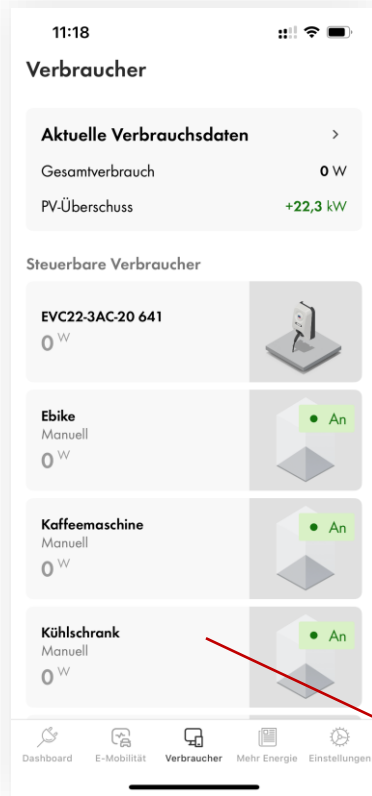 11:18
Verbraucher
Aktuelle Verbrauchsdaten
Gesamtverbrauch 0 W
PV-Überschuss +22,3 kW
Steuerbare Verbraucher
EVC22-3AC-20 641
0 W
Ebike
Manuell
0 W
An
Kaffeemaschine
Manuell
0 W
An
Kühlschrank
Manuell
0 W
An
Dashboard E-Mobilität Verbraucher Mehr Energie Einstellungen